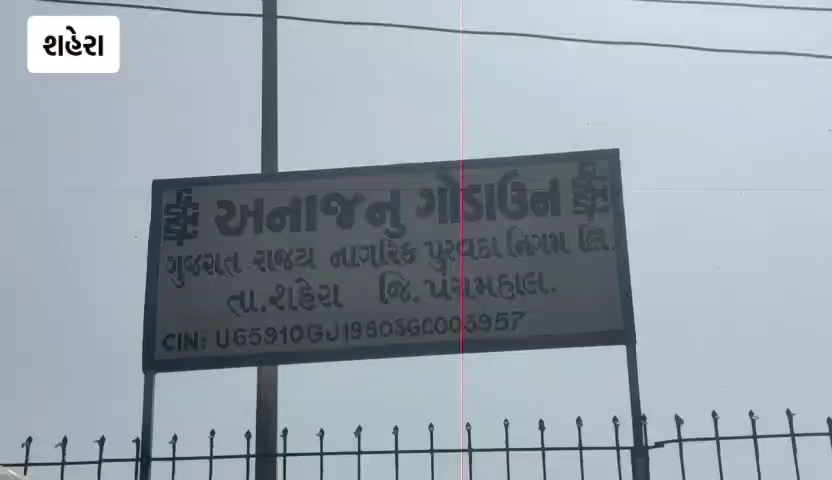 શહેરા
અનાજનુ ગોડાઉન
ગુજરાત રાજ્ય નાગરિક પુરવઠા નિગમ લિ.
તા.શહેરા જિ.પંચમહાલ.
CIN: U65910GJ1980SGC003957